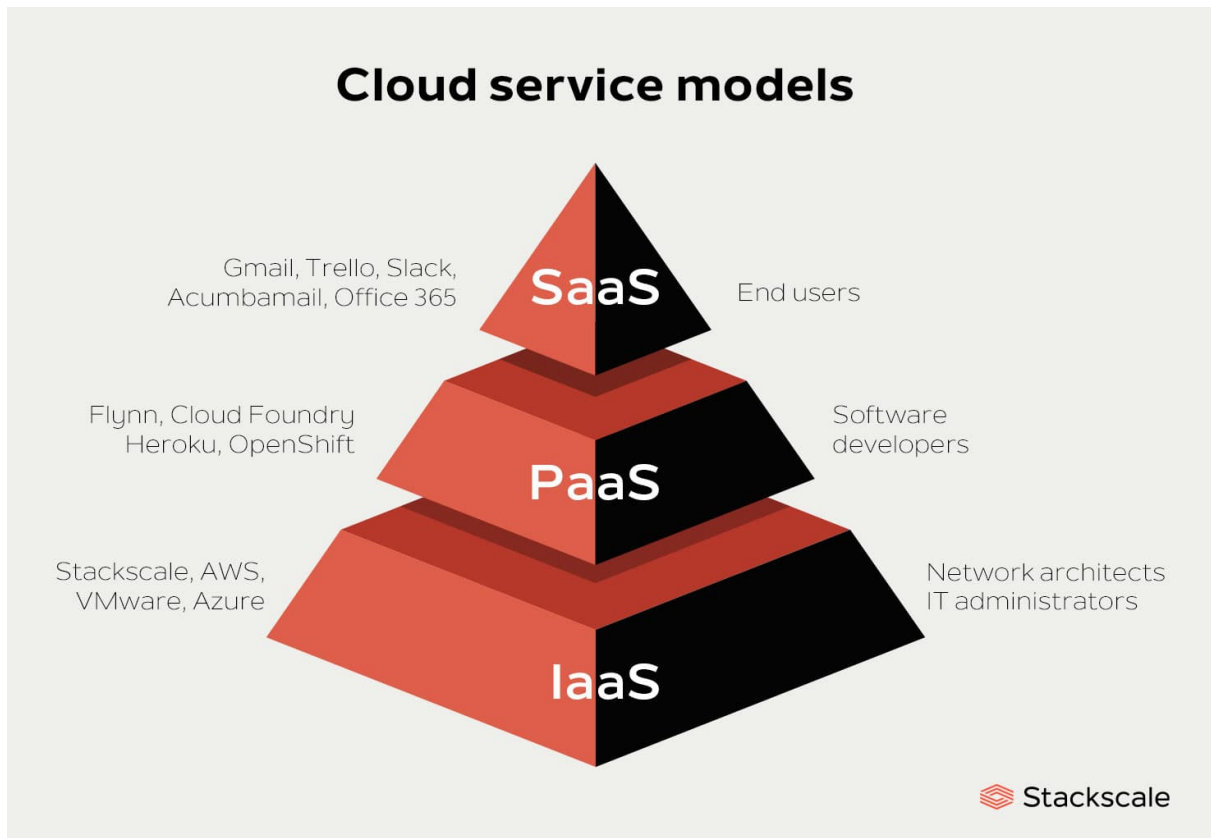 Cloud service models
Gmail, Trello, Slack,
Acumbamail, Office 365
SaaS
End users
Flynn, Cloud Foundry
Heroku, OpenShift
PaaS
Software
developers
Stackscale, AWS,
VMware, Azure
IaaS
Network architects
IT administrators
Stackscale